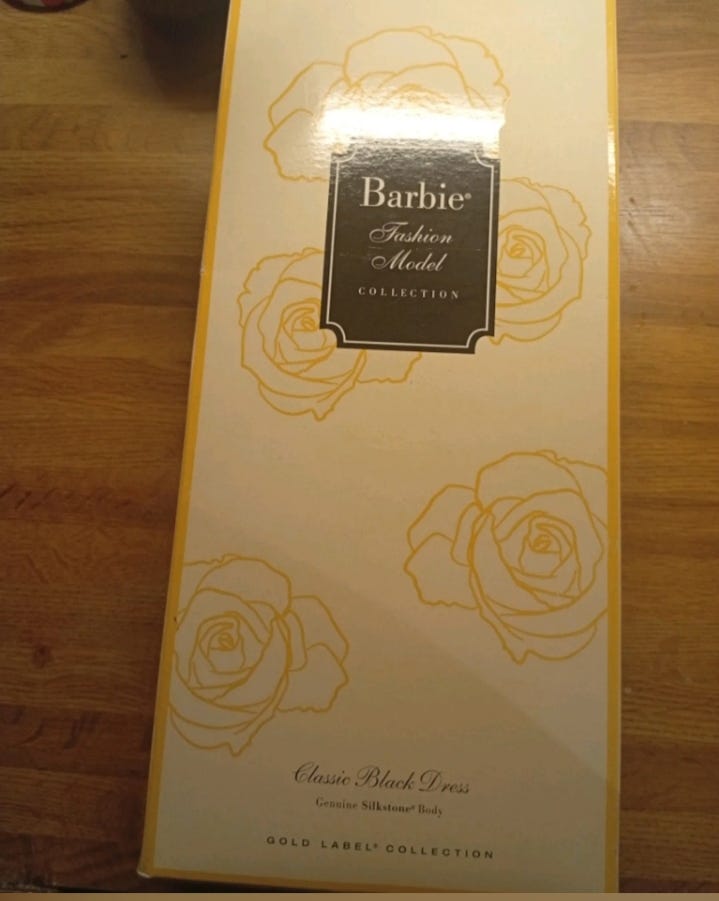 Barbie®
Fashion
Model
COLLECTION
Classic Black Dress
Genuine Silkstone® Body
GOLD LABEL® COLLECTION